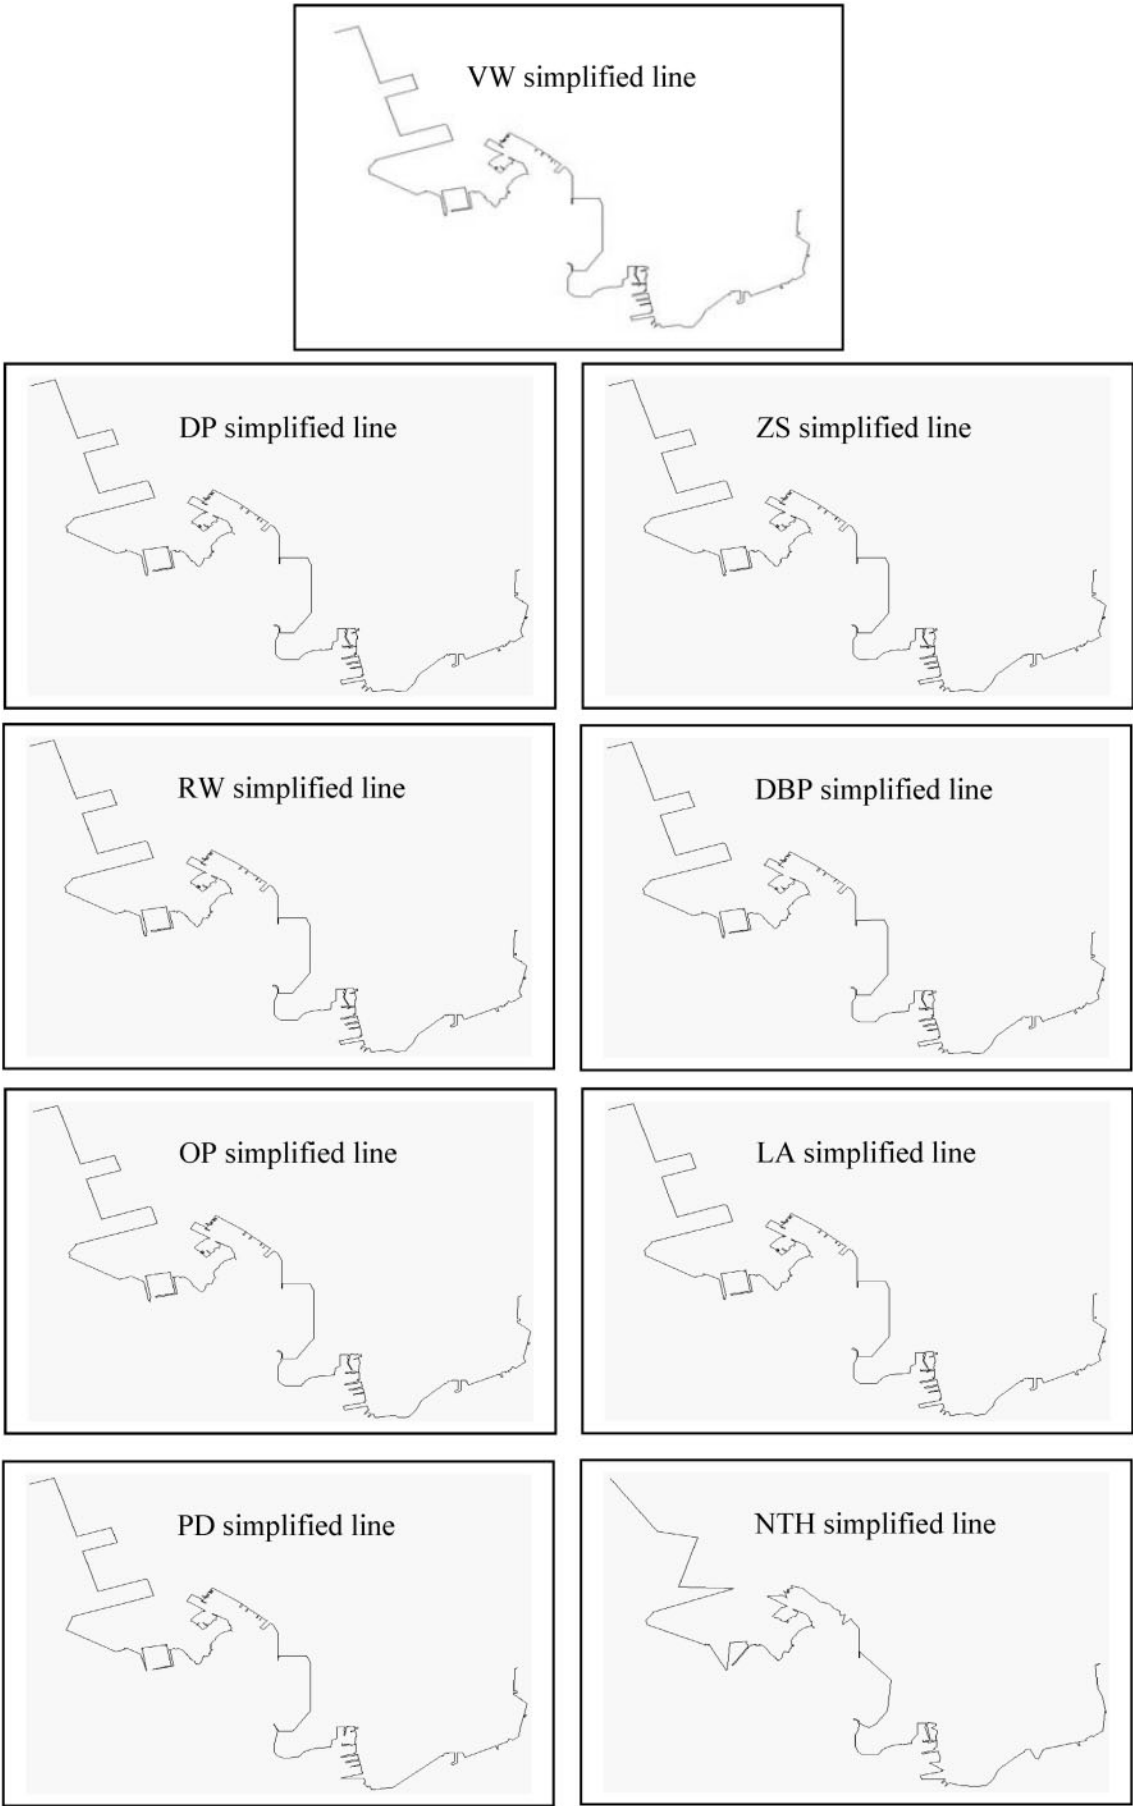 VW simplified line
DP simplified line
ZS simplified line
RW simplified line
DBP simplified line
OP simplified line
LA simplified line
PD simplified line
NTH simplified line